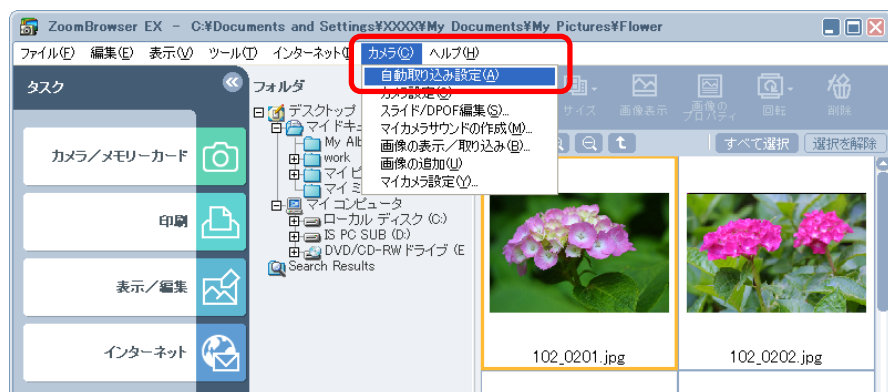 ZoomBrowser EX - C:¥Documents and Settings¥XXXX¥My Documents¥My Pictures¥Flower
ファイル(F) 編集(E) 表示(V) ツール(T) インターネット(I) カメラ(C) ヘルプ(H)
自動取り込み設定(A)
カメラ設定(O)
スライド/DPOF編集(S)...
マイカメラサウンドの作成(M)...
画像の表示/取り込み(B)...
画像の追加(U)
マイカメラ設定(Y)...
タスク
カメラ/メモリーカード
印刷
表示/編集
インターネット
フォルダ
デスクトップ
マイ ドキュ
My Alb
work
マイ ピ
マイ ミ
マイ コンピュータ
ローカル ディスク (C:)
IS PC SUB (D:)
DVD/CD-RW ドライブ (E
Search Results
サイズ
画像表示
画像の
プロパティ
回転
削除
すべて選択
選択を解除
102_0201.jpg
102_0202.jpg